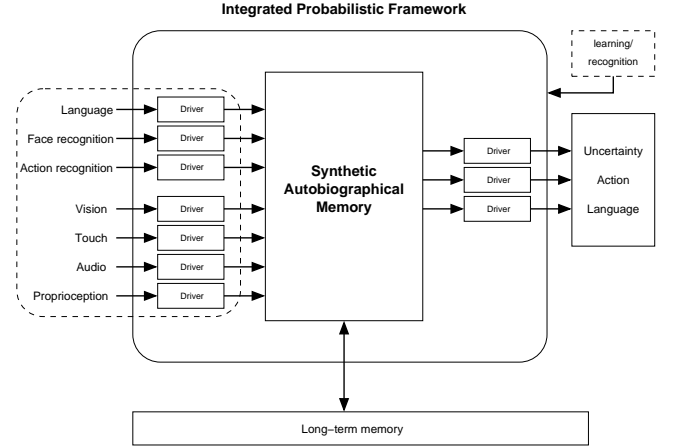 Integrated Probabilistic Framework
learning/
recognition
Language
Driver
Face recognition
Driver
Action recognition
Driver
Vision
Driver
Touch
Driver
Audio
Driver
Proprioception
Driver
Synthetic
Autobiographical
Memory
Driver
Uncertainty
Driver
Action
Driver
Language
Long−term memory